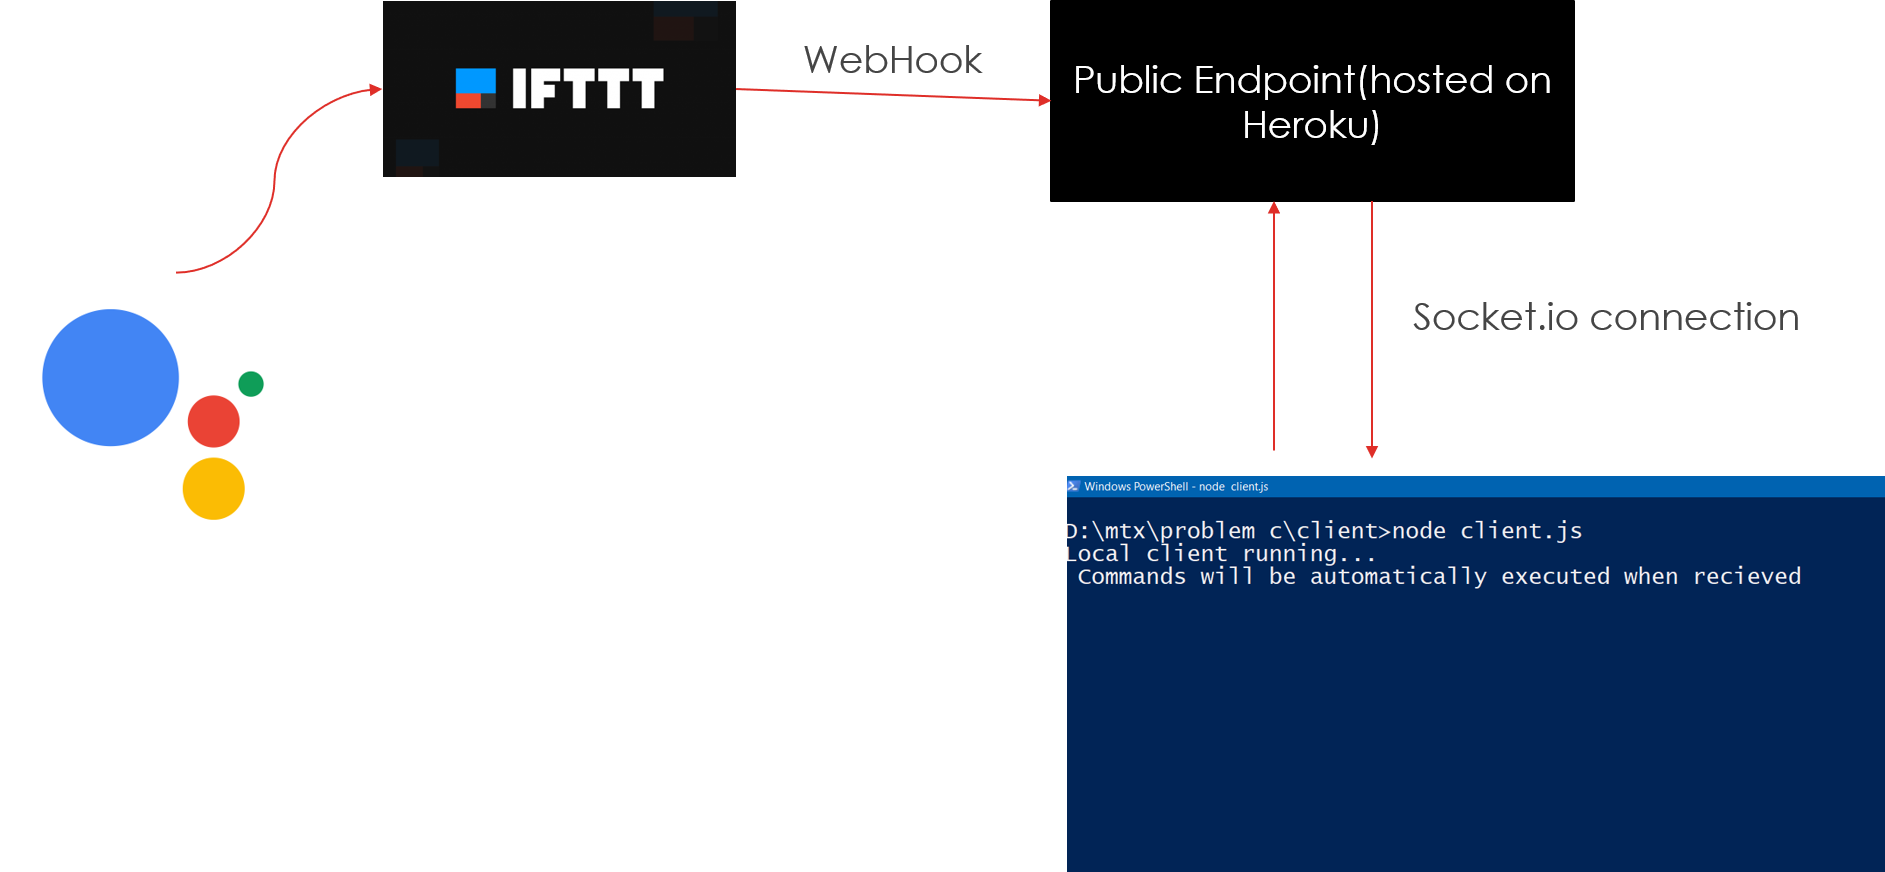 IFTTT
WebHook
Public Endpoint(hosted on
Heroku)
Socket.io connection
Windows PowerShell - node  client.js
D:\mtx\problem c\client>node client.js
Local client running...
Commands will be automatically executed when recieved